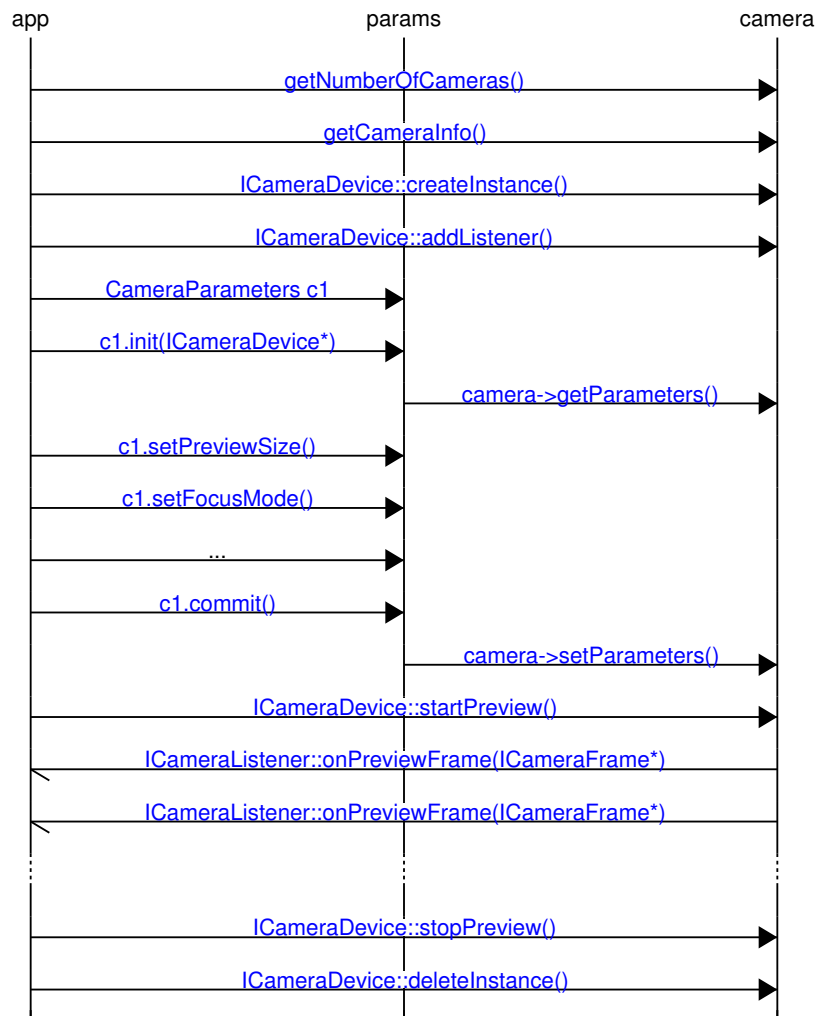 app params camera
getNumberOfCameras()
getCameraInfo()
ICameraDevice::createInstance()
ICameraDevice::addListener()
CameraParameters c1
c1.init(ICameraDevice*)
camera->getParameters()
c1.setPreviewSize()
c1.setFocusMode()
...
c1.commit()
camera->setParameters()
ICameraDevice::startPreview()
ICameraListener::onPreviewFrame(ICameraFrame*)
ICameraListener::onPreviewFrame(ICameraFrame*)
ICameraDevice::stopPreview()
ICameraDevice::deleteInstance()